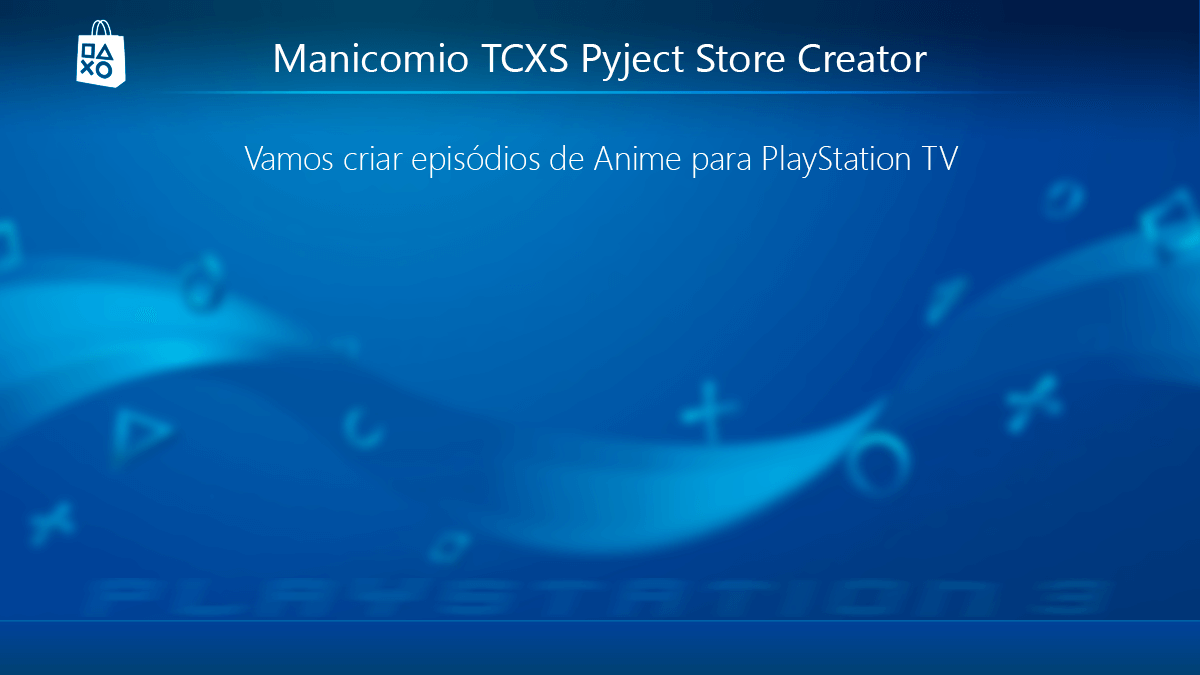 Manicomio TCXS Pyject Store Creator
Vamos criar episódios de Anime para PlayStation TV
PLAYSTATION 3